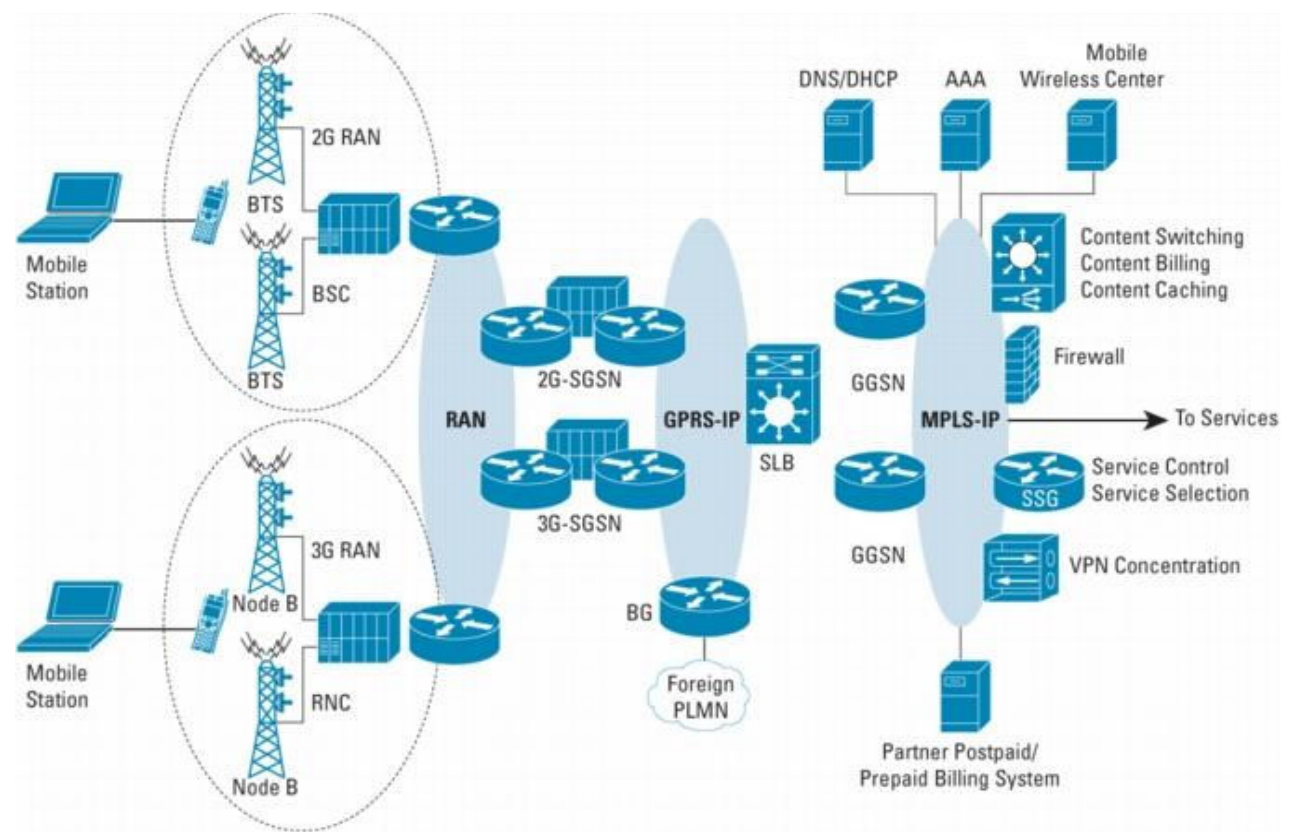 Mobile
Wireless Center
DNS/DHCP
AAA
2G RAN
BTS
Mobile
Station
BSC
BTS
Content Switching
Content Billing
Content Caching
Firewall
2G-SGSN
GGSN
RAN
GPRS-IP
MPLS-IP
To Services
SLB
Service Control
Service Selection
SSG
3G-SGSN
GGSN
VPN Concentration
3G RAN
Node B
BG
Mobile
Station
RNC
Node B
Foreign
PLMN
Partner Postpaid/
Prepaid Billing System